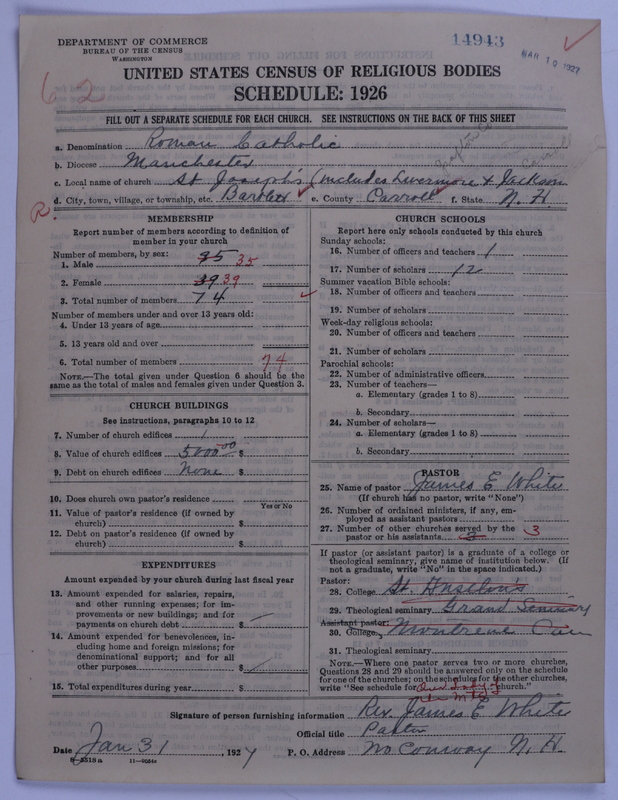 DEPARTMENT OF COMMERCE
BUREAU OF THE CENSUS
WASHINGTON
14943
MAR 10 1927
62
UNITED STATES CENSUS OF RELIGIOUS BODIES
SCHEDULE: 1926
FILL OUT A SEPARATE SCHEDULE FOR EACH CHURCH. SEE INSTRUCTIONS ON THE BACK OF THIS SHEET
a. Denomination Roman Catholic
b. Diocese Manchester
c. Local name of church St Joseph's (includes Livermore & Jackson
d. City, town, village, or township, etc. Bartlett e. County Carroll f. State N. H
R
MEMBERSHIP
Report number of members according to definition of
member in your church
Number of members, by sex:
1. Male 35 35
2. Female 39 39
3. Total number of members 74
Number of members under and over 13 years old:
4. Under 13 years of age
5. 13 years old and over
6. Total number of members 74
NOTE.—The total given under Question 6 should be the
same as the total of males and females given under Question 3.
CHURCH BUILDINGS
See instructions, paragraphs 10 to 12
7. Number of church edifices 1
8. Value of church edifices 5000.00 $
9. Debt on church edifices None $
10. Does church own pastor's residence
Yes or No
11. Value of pastor's residence (if owned by
church) $
12. Debt on pastor's residence (if owned by
church) $
EXPENDITURES
Amount expended by your church during last fiscal year
13. Amount expended for salaries, repairs,
and other running expenses; for im-
provements or new buildings; and for
payments on church debt $
14. Amount expended for benevolences, in-
cluding home and foreign missions; for
denominational support; and for all
other purposes $
15. Total expenditures during year $
CHURCH SCHOOLS
Report here only schools conducted by this church
Sunday schools:
16. Number of officers and teachers 1
17. Number of scholars 12
Summer vacation Bible schools:
18. Number of officers and teachers
19. Number of scholars
Week-day religious schools:
20. Number of officers and teachers
21. Number of scholars
Parochial schools:
22. Number of administrative officers
23. Number of teachers—
a. Elementary (grades 1 to 8)
b. Secondary
24. Number of scholars—
a. Elementary (grades 1 to 8)
b. Secondary
PASTOR
25. Name of pastor James E White
(If church has no pastor, write "None")
26. Number of ordained ministers, if any, em-
ployed as assistant pastors
27. Number of other churches served by the
pastor or his assistants 3 3
If pastor (or assistant pastor) is a graduate of a college or
theological seminary, give name of institution below. (If
not a graduate, write "No" in the space indicated.)
Pastor:
28. College St. Anselm's
29. Theological seminary Grand Seminary
Assistant pastor:
30. College Montreal Can
31. Theological seminary
NOTE.—Where one pastor serves two or more churches,
Questions 28 and 29 should be answered only on the schedule
for one of the churches; on the schedules for the other churches,
write "See schedule for Our Lady of church."
Signature of person furnishing information Rev. James E White
Official title Pastor
Date Jan 31, 1927 P. O. Address No Conway N. H.
8—5319a 11—9054